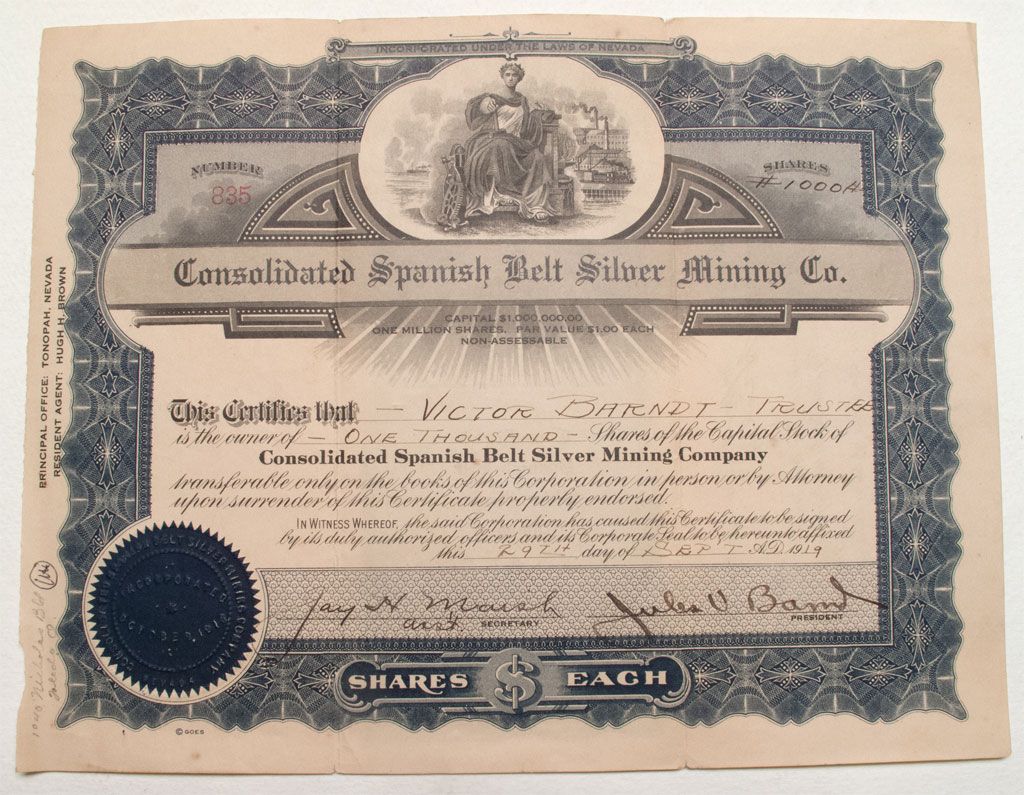 INCORPORATED UNDER THE LAWS OF NEVADA
NUMBER
835
SHARES
#1000#
Consolidated Spanish Belt Silver Mining Co.
CAPITAL $1,000,000.00
ONE MILLION SHARES. PAR VALUE $1.00 EACH
NON-ASSESSABLE
PRINCIPAL OFFICE: TONOPAH, NEVADA
RESIDENT AGENT: HUGH H. BROWN
This Certifies that - VICTOR BARNDT - TRUSTEE
is the owner of - ONE THOUSAND - Shares of the Capital Stock of
Consolidated Spanish Belt Silver Mining Company
transferable only on the books of this Corporation in person or by Attorney
upon surrender of this Certificate properly endorsed.
IN WITNESS WHEREOF, the said Corporation has caused this Certificate to be signed
by its duly authorized officers and its Corporate Seal to be hereunto affixed
this 29TH day of SEPT A.D. 1919
Jay H Marsh
Asst SECRETARY
PRESIDENT
INCORPORATED
OCTOBER
NEVADA
SHARES $ EACH
© GOES